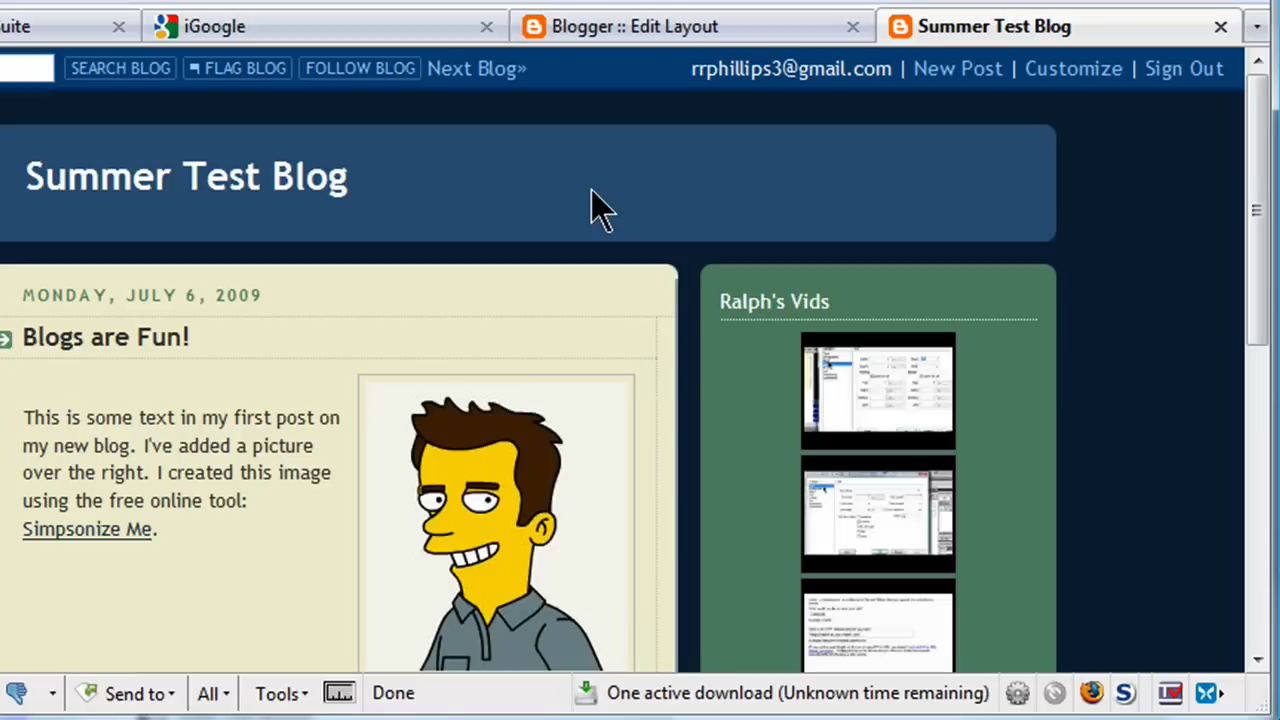 uite
iGoogle
Blogger :: Edit Layout
Summer Test Blog
SEARCH BLOG FLAG BLOG FOLLOW BLOG Next Blog» rrphillips3@gmail.com | New Post | Customize | Sign Out
Summer Test Blog
MONDAY, JULY 6, 2009
Blogs are Fun!
This is some text in my first post on
my new blog. I've added a picture
over the right. I created this image
using the free online tool:
Simpsonize Me.
Ralph's Vids
Send to All Tools Done One active download (Unknown time remaining)